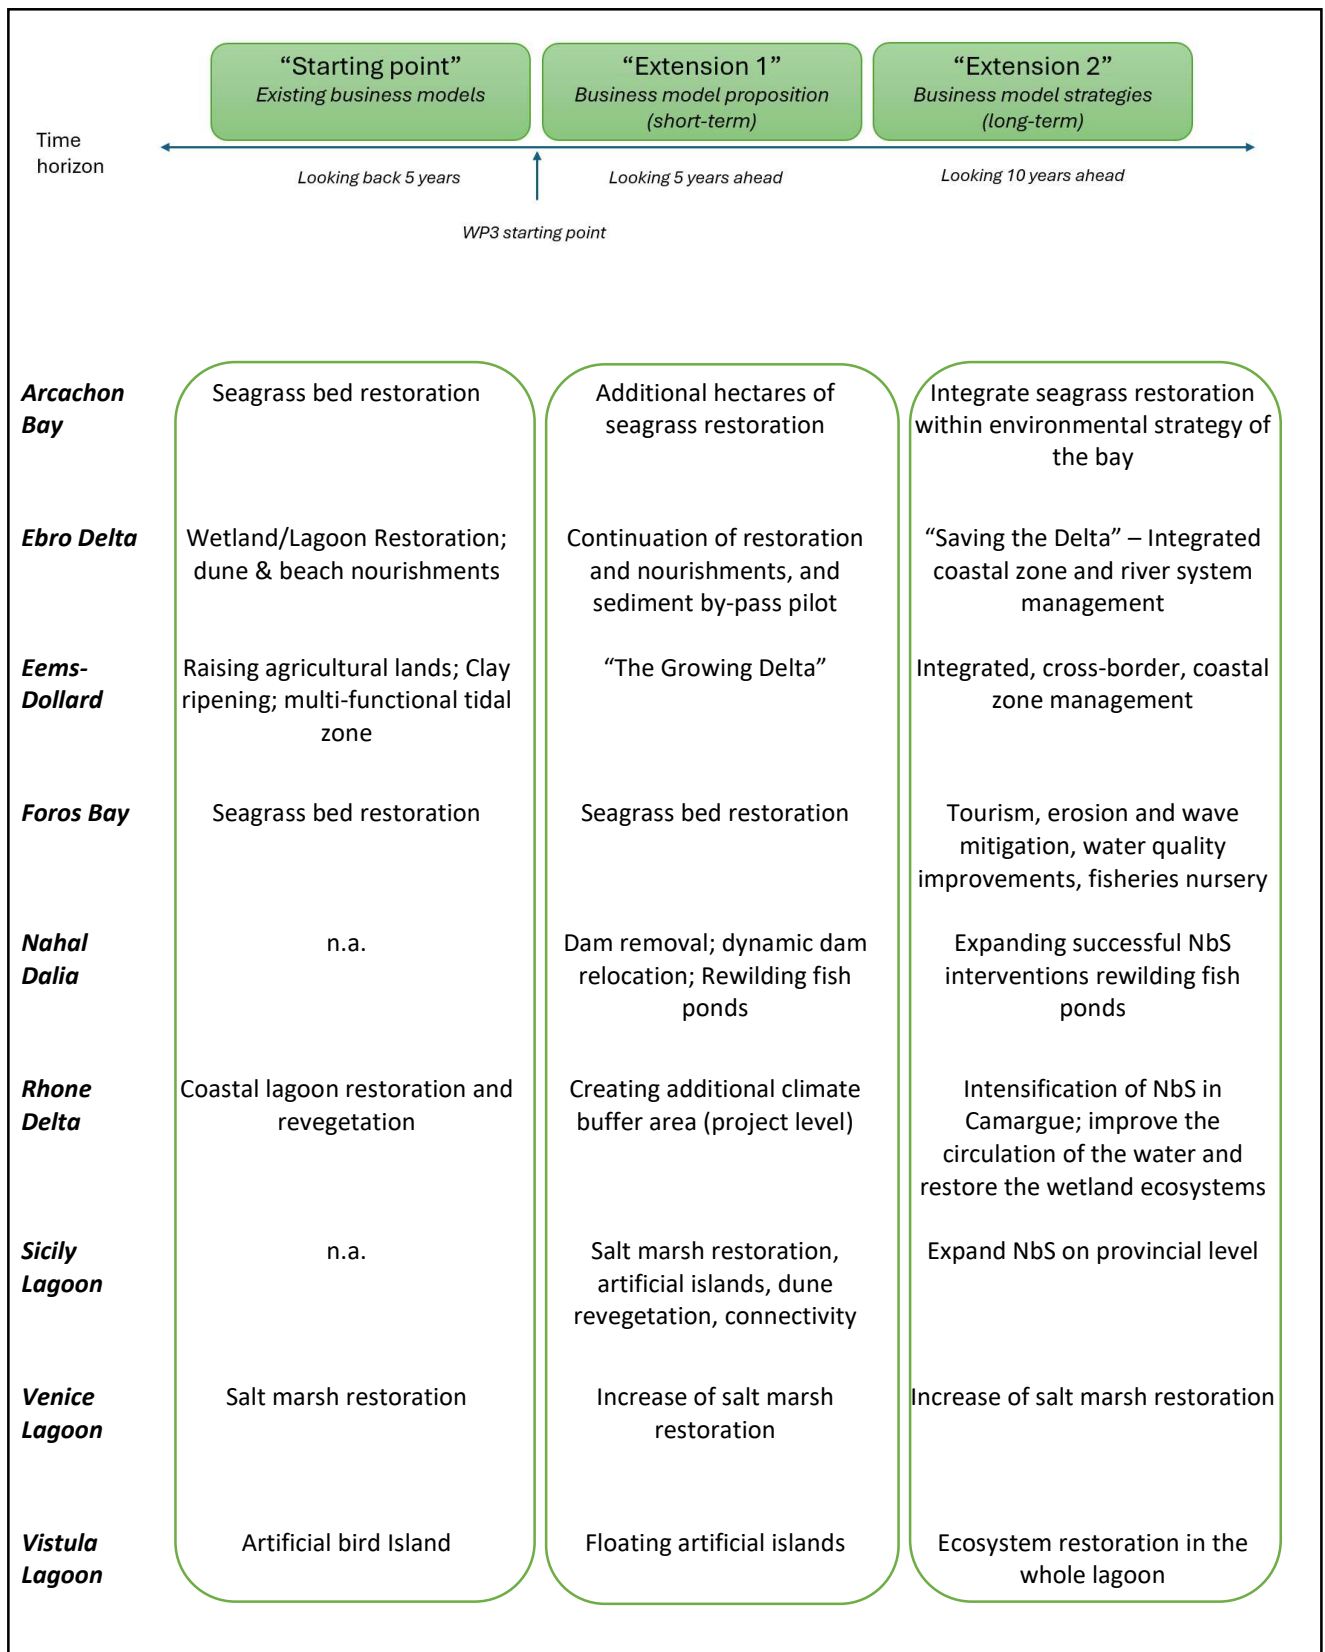 “Starting point”
Existing business models
“Extension 1”
Business model proposition
(short-term)
“Extension 2”
Business model strategies
(long-term)
Time
horizon
Looking back 5 years
Looking 5 years ahead
Looking 10 years ahead
WP3 starting point
Arcachon
Bay
Seagrass bed restoration
Additional hectares of
seagrass restoration
Integrate seagrass restoration
within environmental strategy of
the bay
Ebro Delta
Wetland/Lagoon Restoration;
dune & beach nourishments
Continuation of restoration
and nourishments, and
sediment by-pass pilot
“Saving the Delta” – Integrated
coastal zone and river system
management
Eems-
Dollard
Raising agricultural lands; Clay
ripening; multi-functional tidal
zone
“The Growing Delta”
Integrated, cross-border, coastal
zone management
Foros Bay
Seagrass bed restoration
Seagrass bed restoration
Tourism, erosion and wave
mitigation, water quality
improvements, fisheries nursery
Nahal
Dalia
n.a.
Dam removal; dynamic dam
relocation; Rewilding fish
ponds
Expanding successful NbS
interventions rewilding fish
ponds
Rhone
Delta
Coastal lagoon restoration and
revegetation
Creating additional climate
buffer area (project level)
Intensification of NbS in
Camargue; improve the
circulation of the water and
restore the wetland ecosystems
Sicily
Lagoon
n.a.
Salt marsh restoration,
artificial islands, dune
revegetation, connectivity
Expand NbS on provincial level
Venice
Lagoon
Salt marsh restoration
Increase of salt marsh
restoration
Increase of salt marsh restoration
Vistula
Lagoon
Artificial bird Island
Floating artificial islands
Ecosystem restoration in the
whole lagoon